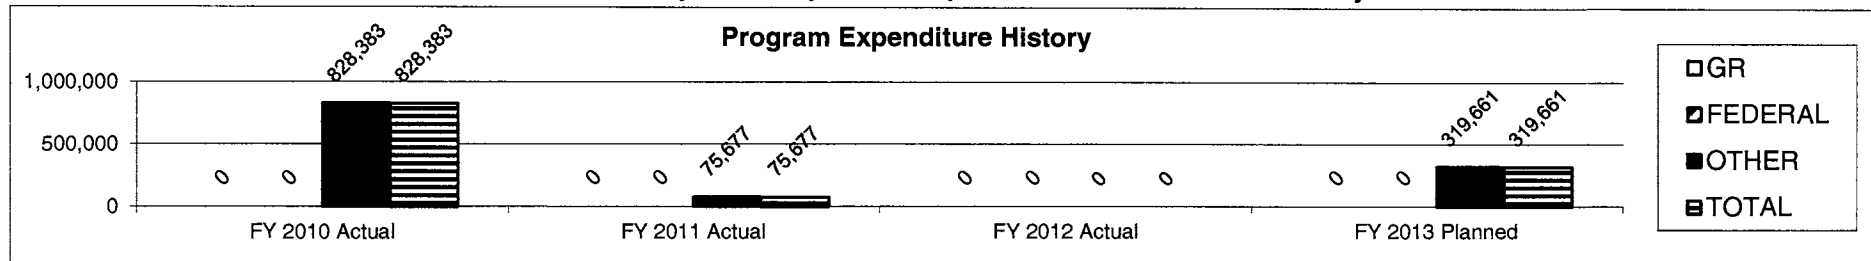 Program Expenditure History
1,000,000
500,000
0
0
0
828,383
828,383
0
0
75,677
75,677
0
0
0
0
0
0
319,661
319,661
FY 2010 Actual
FY 2011 Actual
FY 2012 Actual
FY 2013 Planned
GR
FEDERAL
OTHER
TOTAL